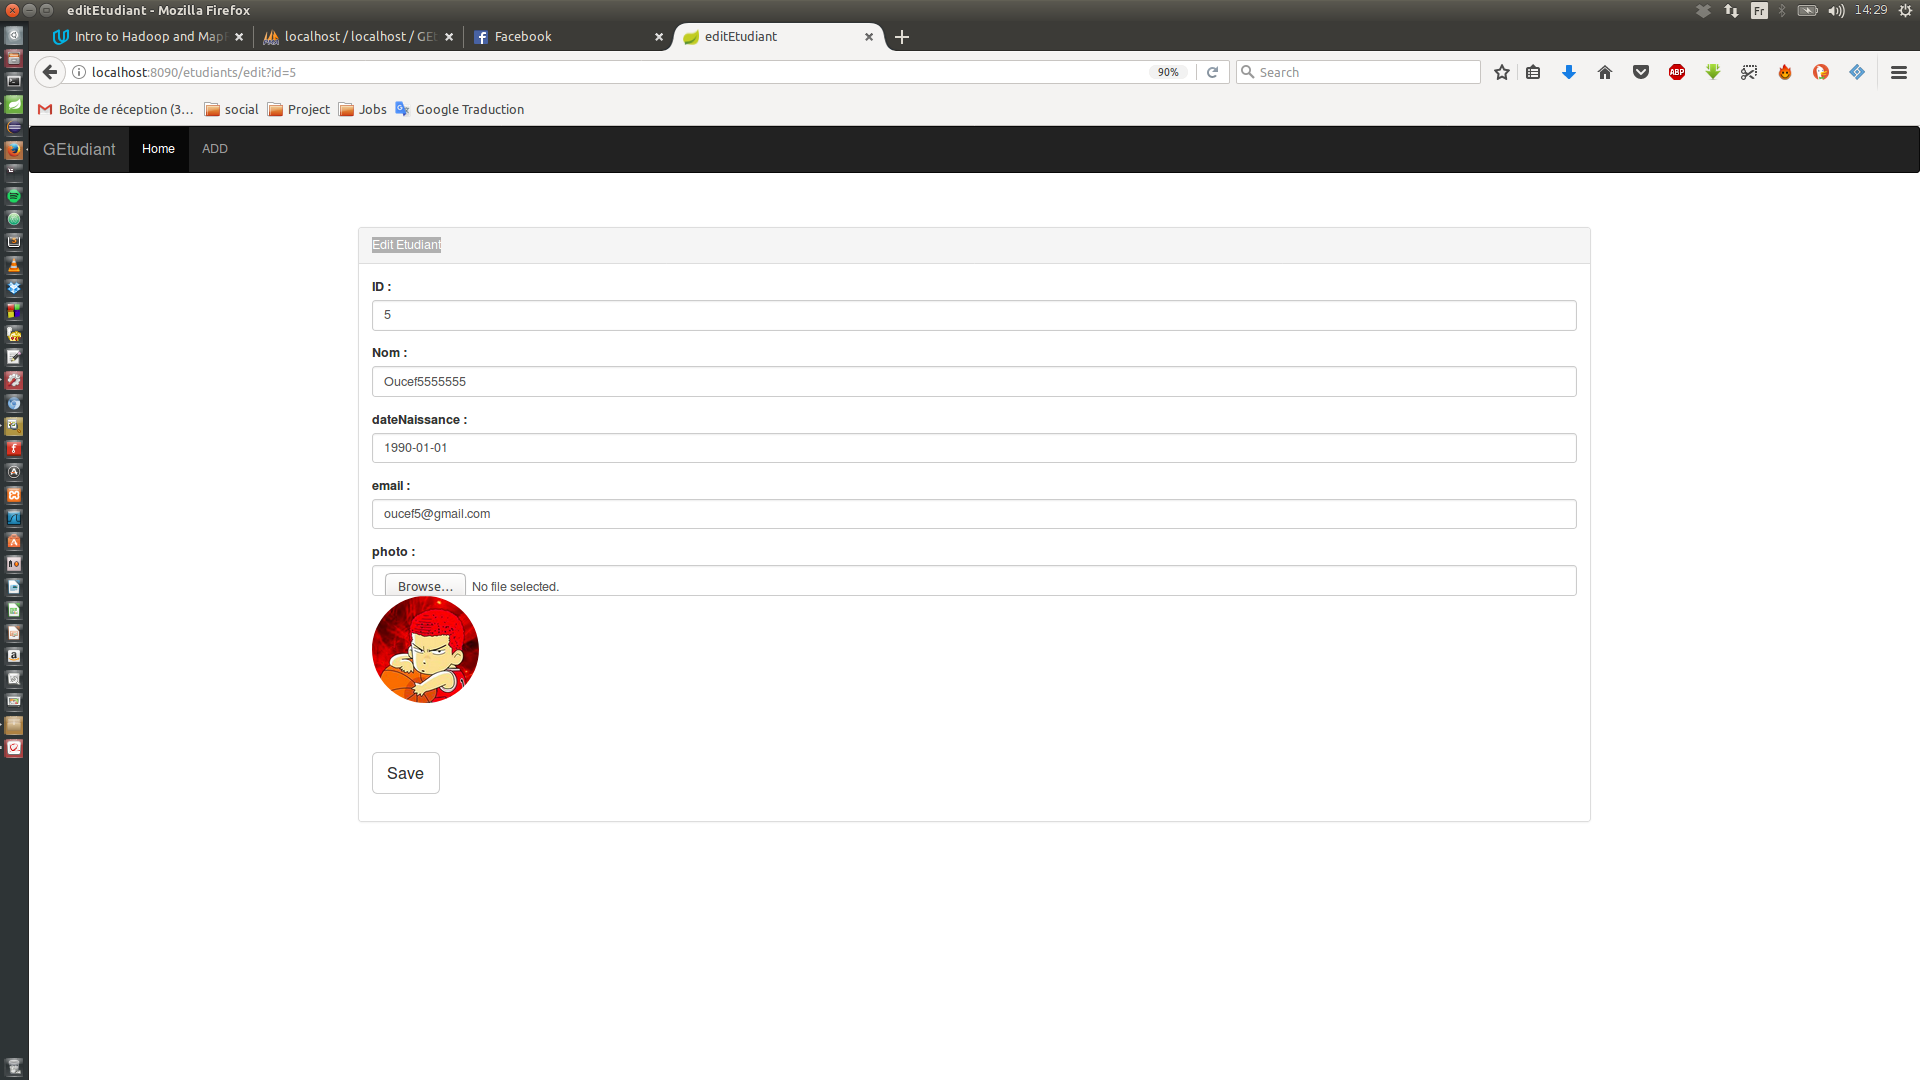 editEtudiant - Mozilla Firefox
Fr
14:29
Intro to Hadoop and Map
localhost / localhost / GEt
Facebook
editEtudiant
localhost:8090/etudiants/edit?id=5
90%
Search
ABP
Boîte de réception (3...
social
Project
Jobs
Google Traduction
GEtudiant
Home
ADD
Edit Etudiant
ID :
5
Nom :
Oucef5555555
dateNaissance :
1990-01-01
email :
oucef5@gmail.com
photo :
Browse...
No file selected.
Save